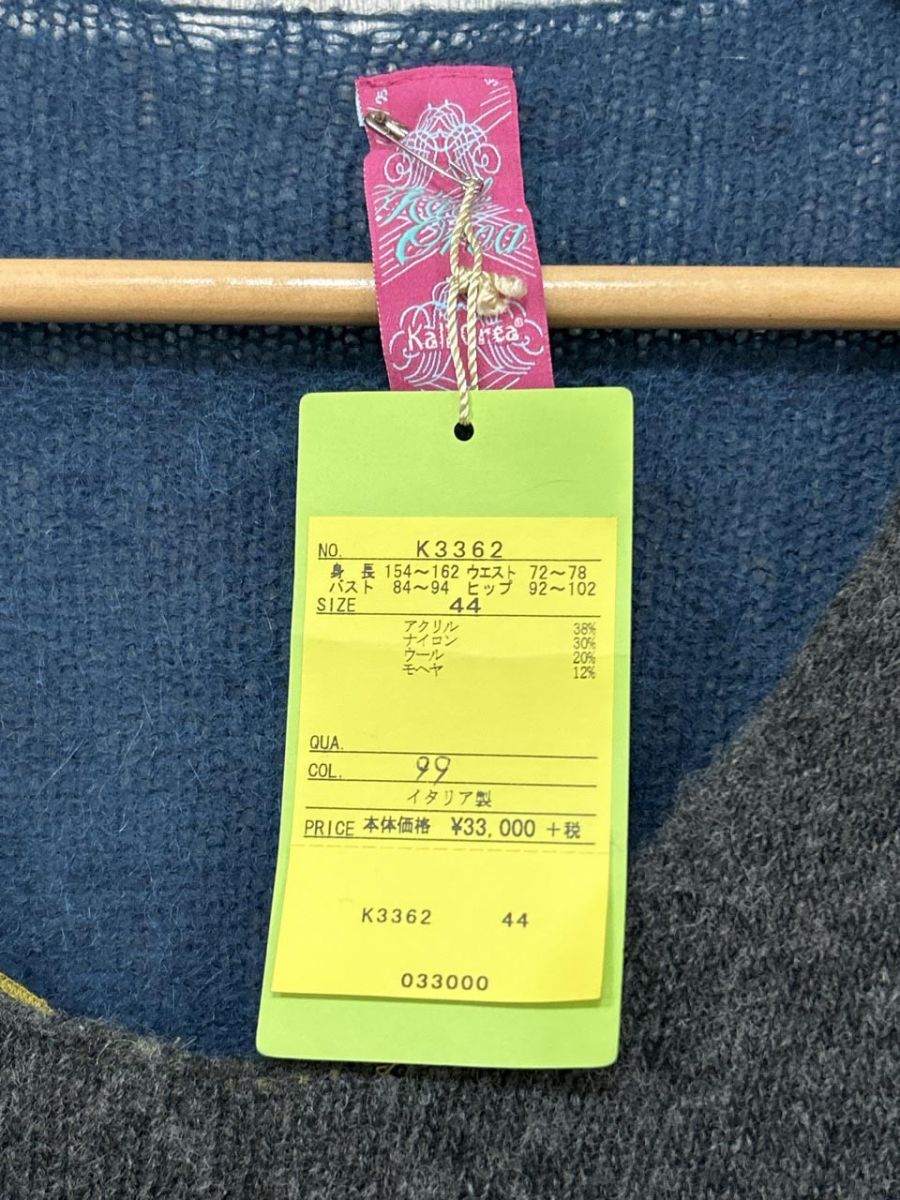 Kali Orea®
NO. K3362
身 長 154～162 ウエスト 72～78
バスト 84～94 ヒップ 92～102
SIZE 44
アクリル 38%
ナイロン 30%
ウール 20%
モヘヤ 12%
QUA.
COL. 99
イタリア製
PRICE 本体価格 ¥33,000 +税
K3362 44
033000